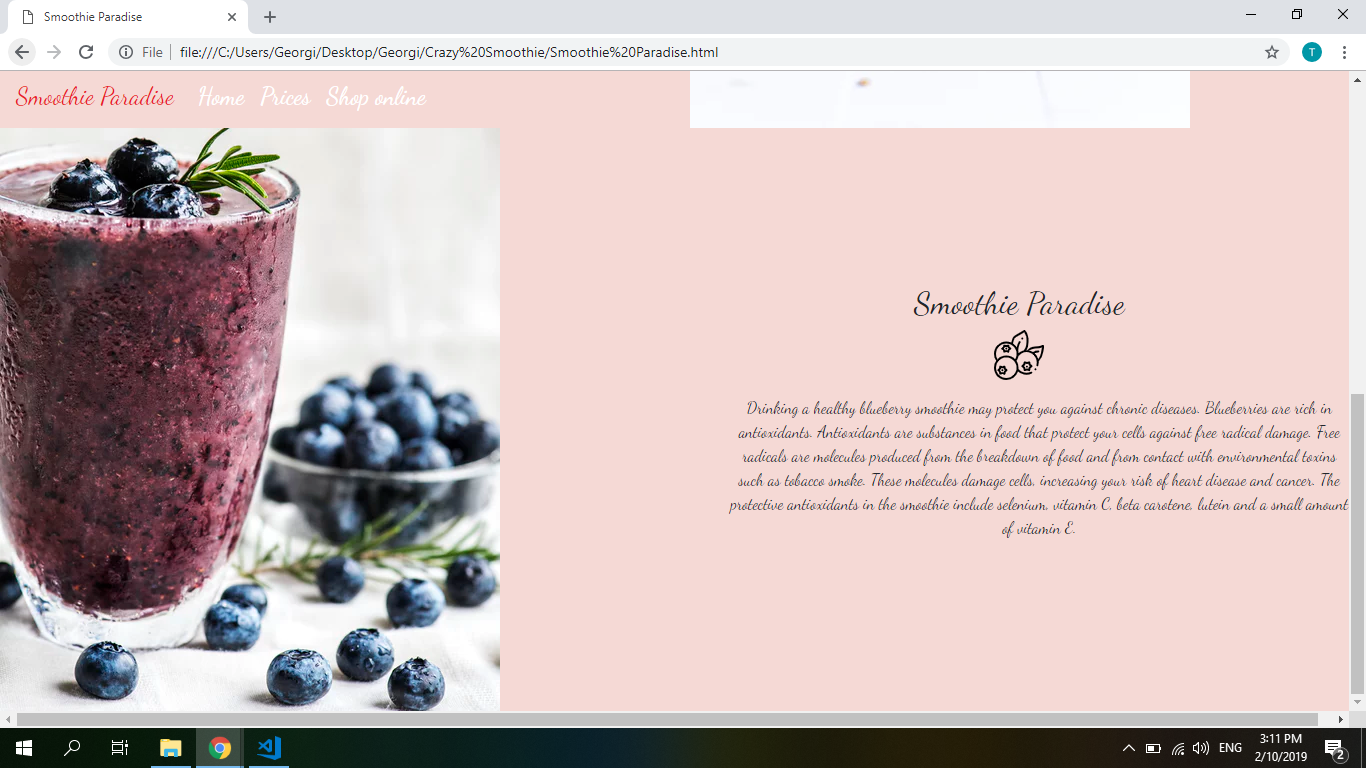 Smoothie Paradise
File file:///C:/Users/Georgi/Desktop/Georgi/Crazy%20Smoothie/Smoothie%20Paradise.html
T
Smoothie Paradise Home Prices Shop online
Smoothie Paradise
Drinking a healthy blueberry smoothie may protect you against chronic diseases. Blueberries are rich in
antioxidants. Antioxidants are substances in food that protect your cells against free radical damage. Free
radicals are molecules produced from the breakdown of food and from contact with environmental toxins
such as tobacco smoke. These molecules damage cells, increasing your risk of heart disease and cancer. The
protective antioxidants in the smoothie include selenium, vitamin C, beta carotene, lutein and a small amount
of vitamin E.
ENG
3:11 PM
2/10/2019
2